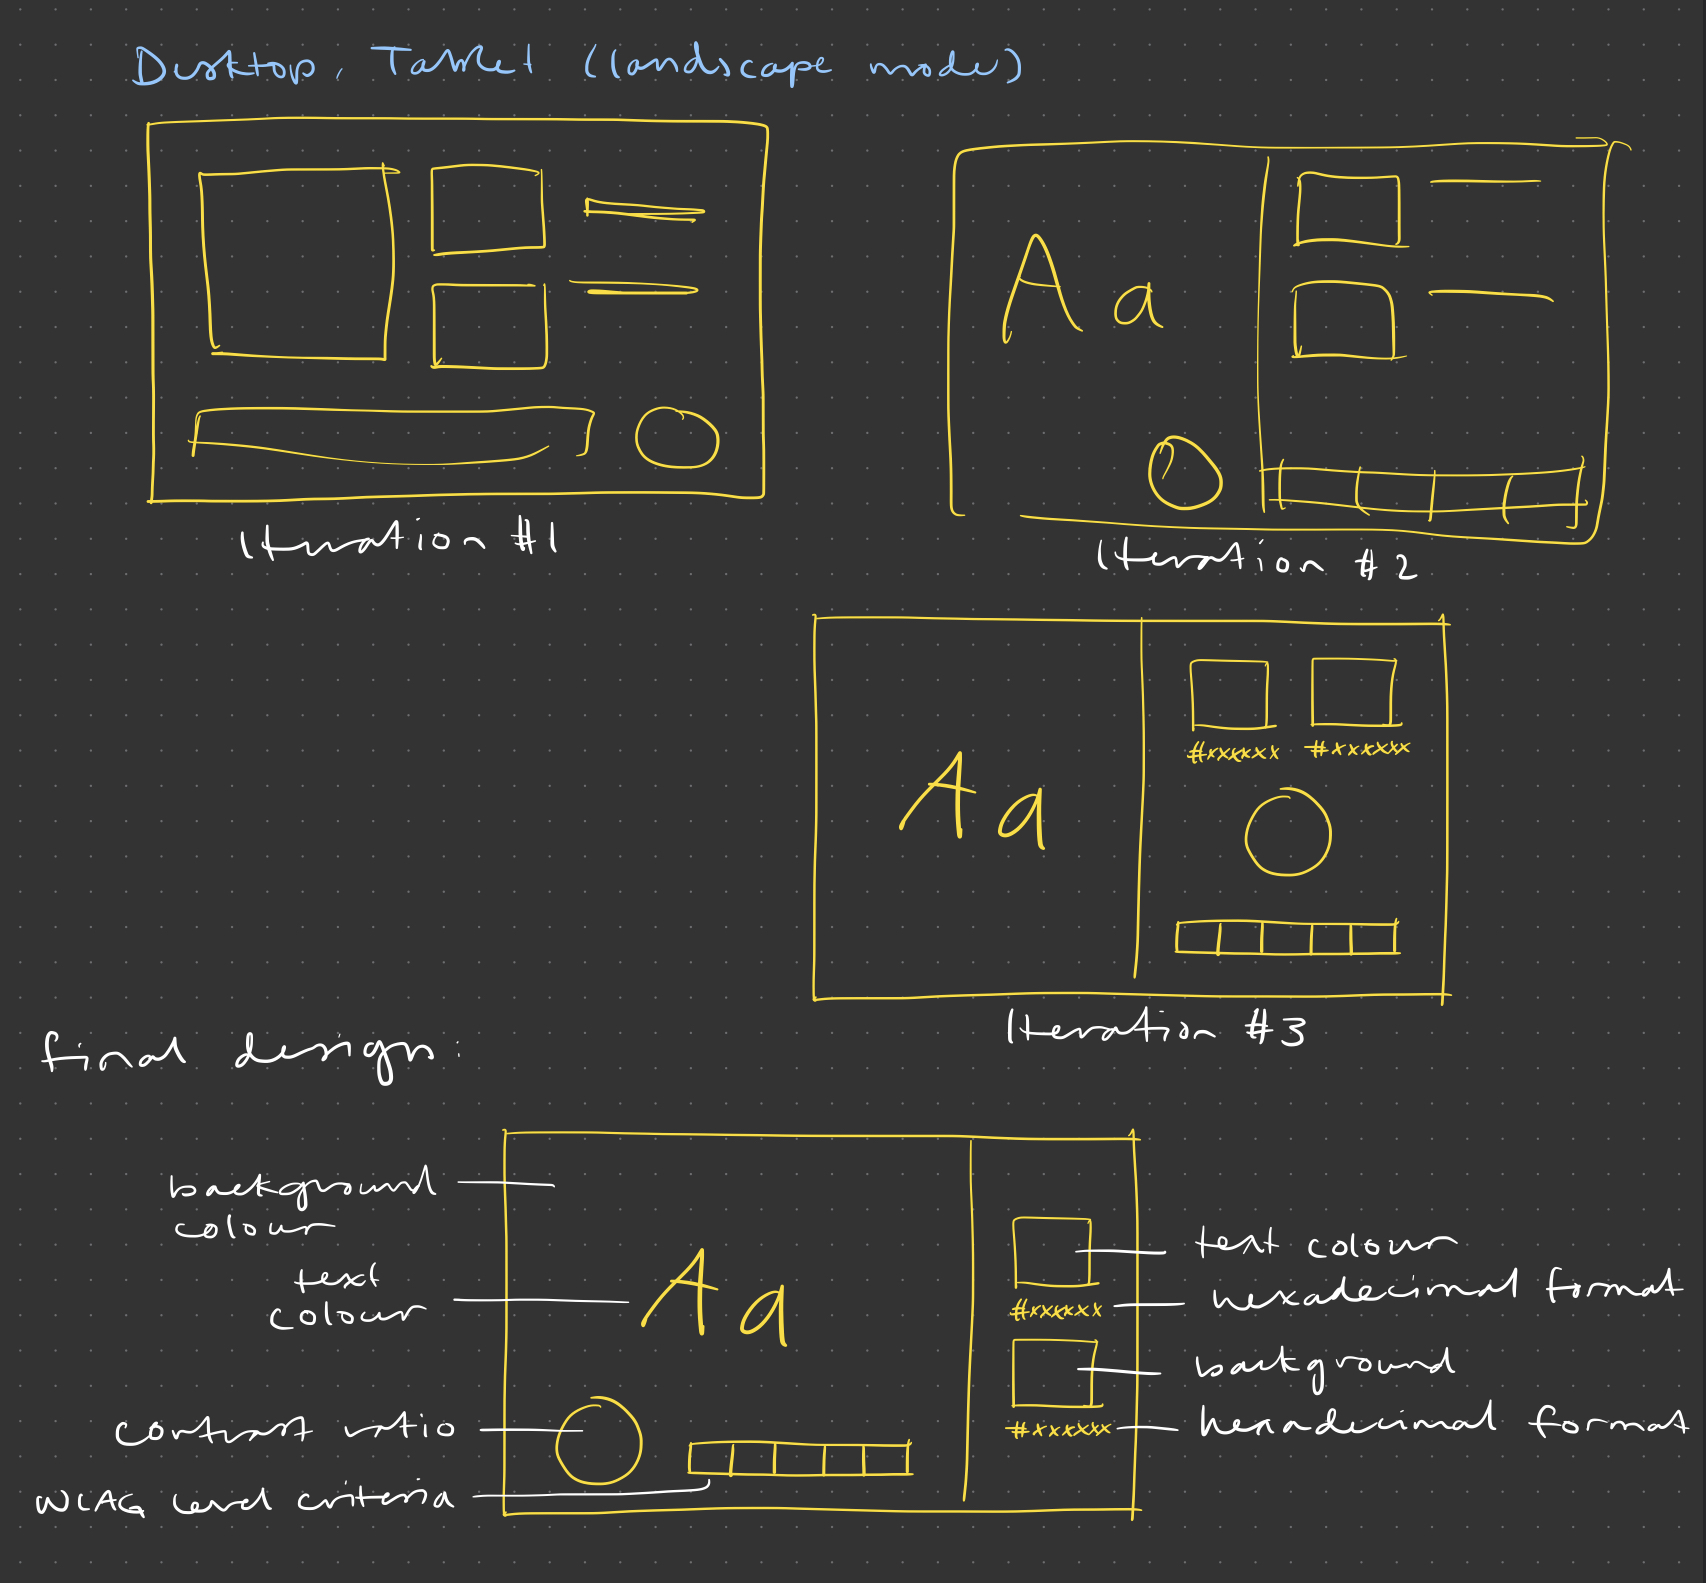 Desktop, Tablet (landscape mode)
Iteration #1
Aa
Iteration #2
#xxxxxx #xxxxxx
Aa
Iteration #3
final design:
background
colour
text
colour
Aa
contrast ratio
WCAG level criteria
text colour
#xxxxxx hexadecimal format
background
#xxxxxx hexadecimal format